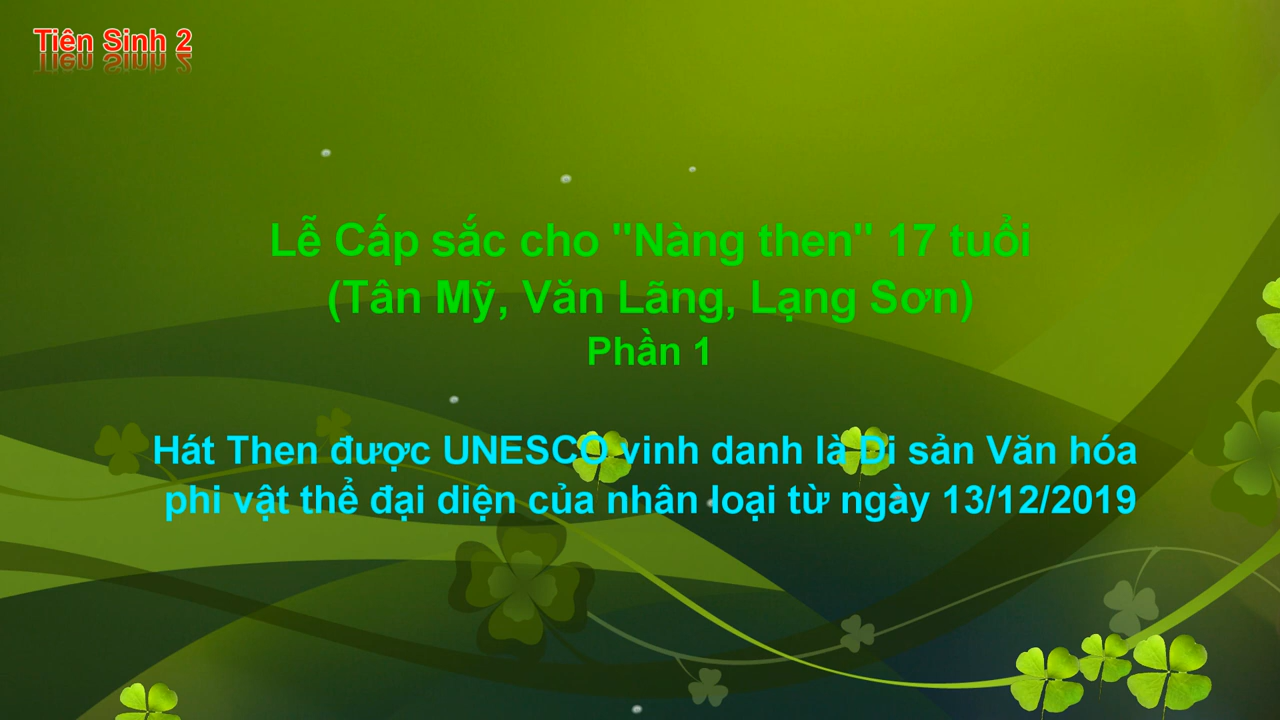 Tiên Sinh 2
Lễ Cấp sắc cho "Nàng then" 17 tuổi
(Tân Mỹ, Văn Lãng, Lạng Sơn)
Phần 1
Hát Then được UNESCO vinh danh là Di sản Văn hóa
phi vật thể đại diện của nhân loại từ ngày 13/12/2019